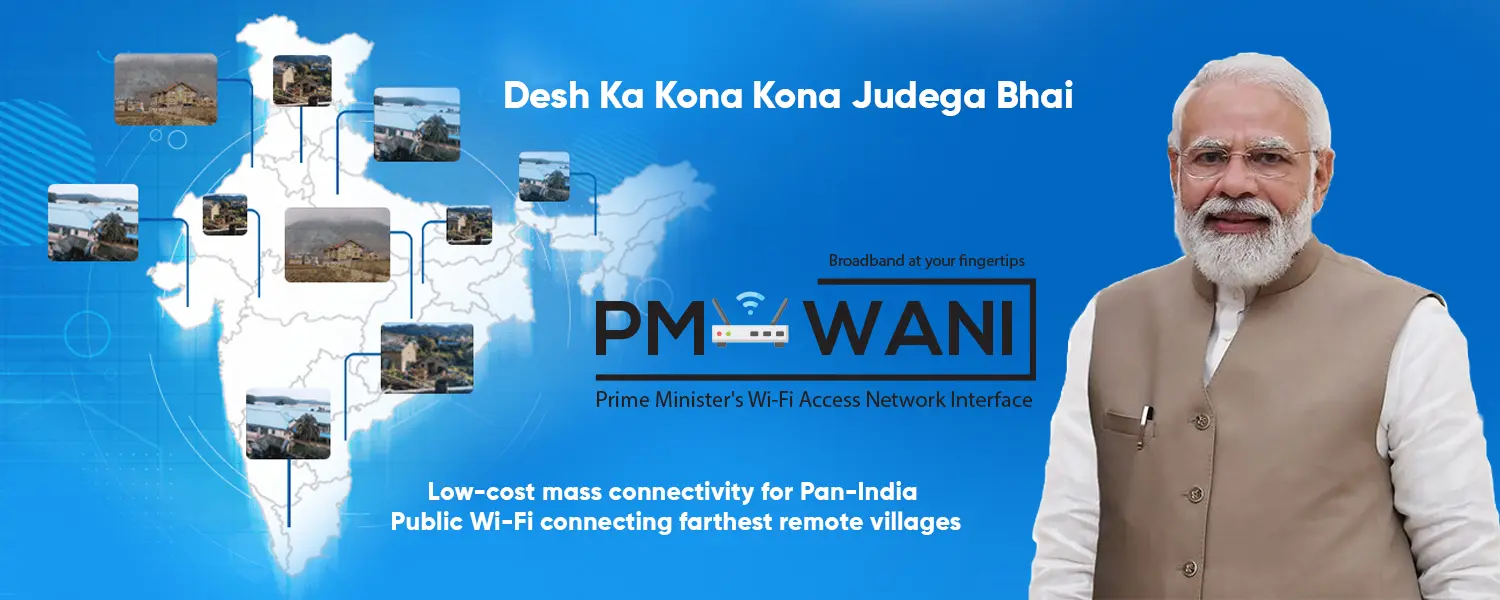 Desh Ka Kona Kona Judega Bhai
Broadband at your fingertips
PM WANI
Prime Minister's Wi-Fi Access Network Interface
Low-cost mass connectivity for Pan-India
Public Wi-Fi connecting farthest remote villages